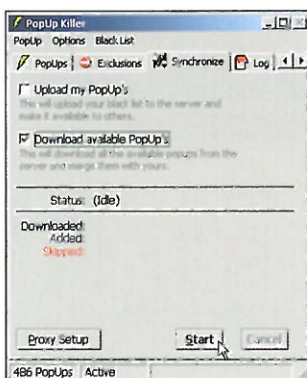 PopUp Killer
PopUp Options Black List
PopUps Exclusions Synchronize Log
Upload my PopUp's
This will upload your black list to the server and
make it available to others.
Download available PopUp's
This will download all the available popups from the
server and merge them with yours.
Status: (Idle)
Downloaded:
Added:
Skipped:
Proxy Setup Start Cancel
486 PopUps Active